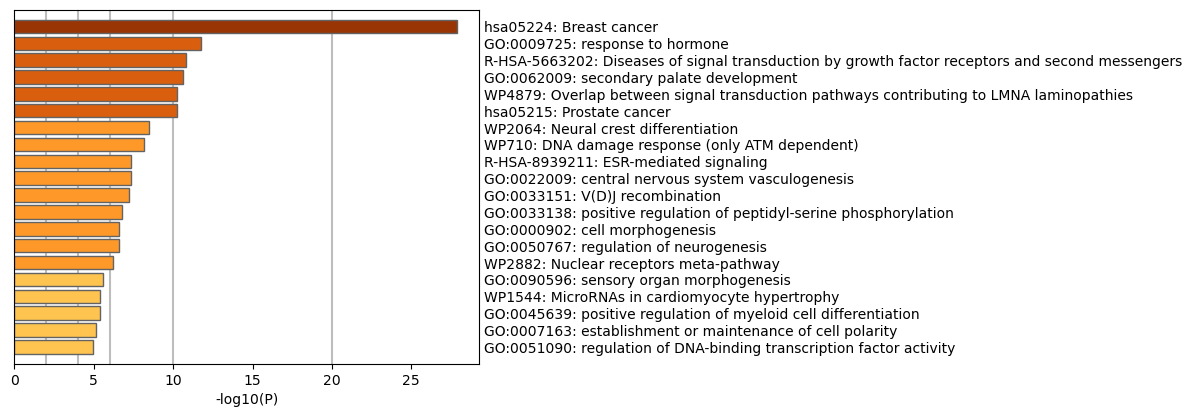 hsa05224: Breast cancer
GO:0009725: response to hormone
R-HSA-5663202: Diseases of signal transduction by growth factor receptors and second messengers
GO:0062009: secondary palate development
WP4879: Overlap between signal transduction pathways contributing to LMNA laminopathies
hsa05215: Prostate cancer
WP2064: Neural crest differentiation
WP710: DNA damage response (only ATM dependent)
R-HSA-8939211: ESR-mediated signaling
GO:0022009: central nervous system vasculogenesis
GO:0033151: V(D)J recombination
GO:0033138: positive regulation of peptidyl-serine phosphorylation
GO:0000902: cell morphogenesis
GO:0050767: regulation of neurogenesis
WP2882: Nuclear receptors meta-pathway
GO:0090596: sensory organ morphogenesis
WP1544: MicroRNAs in cardiomyocyte hypertrophy
GO:0045639: positive regulation of myeloid cell differentiation
GO:0007163: establishment or maintenance of cell polarity
GO:0051090: regulation of DNA-binding transcription factor activity
0 5 10 15 20 25
-log10(P)